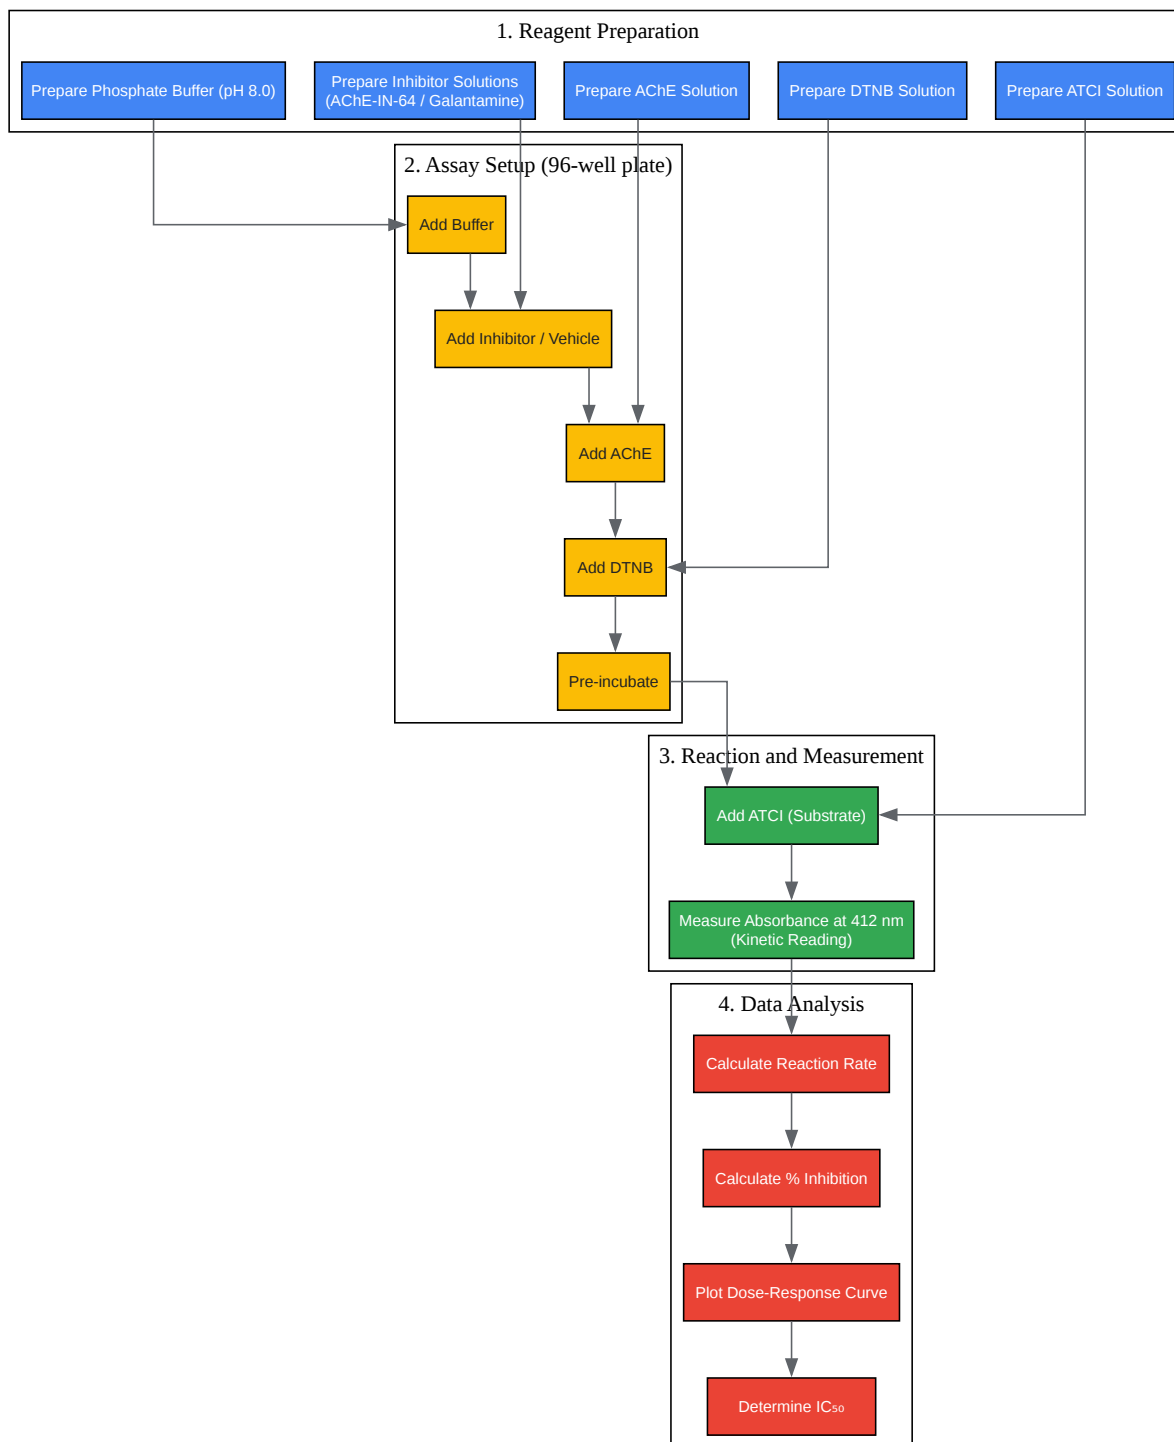 1. Reagent Preparation
Prepare Phosphate Buffer (pH 8.0)
Prepare Inhibitor Solutions
(AChE-IN-64 / Galantamine)
Prepare AChE Solution
Prepare DTNB Solution
Prepare ATCI Solution
2. Assay Setup (96-well plate)
Add Buffer
Add Inhibitor / Vehicle
Add AChE
Add DTNB
Pre-incubate
3. Reaction and Measurement
Add ATCI (Substrate)
Measure Absorbance at 412 nm
(Kinetic Reading)
4. Data Analysis
Calculate Reaction Rate
Calculate % Inhibition
Plot Dose-Response Curve
Determine IC₅₀